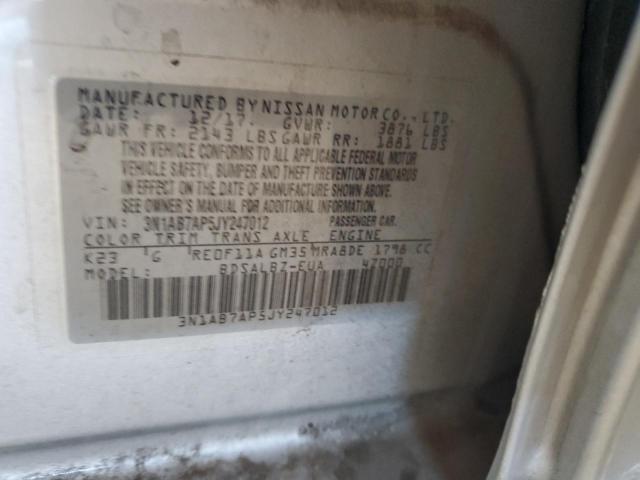 MANUFACTURED BY NISSAN MOTOR CO., LTD.
DATE: 12/17 GVWR: 3876 LBS
GAWR FR: 2143 LBS GAWR RR: 1881 LBS
THIS VEHICLE CONFORMS TO ALL APPLICABLE FEDERAL MOTOR
VEHICLE SAFETY, BUMPER AND THEFT PREVENTION STANDARDS
IN EFFECT ON THE DATE OF MANUFACTURE SHOWN ABOVE.
SEE OWNER'S MANUAL FOR ADDITIONAL INFORMATION.
VIN: 3N1AB7AP5JY247012 PASSENGER CAR.
COLOR TRIM TRANS AXLE ENGINE
K23 G RE0F11A GM35 MRA8DE 1798 CC
MODEL: BDSALBZ-EUA 47000
3N1AB7AP5JY247012